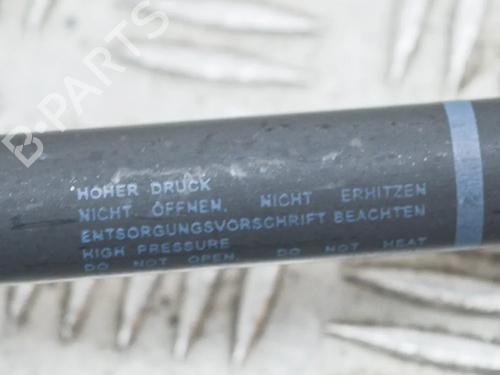 HOHER DRUCK
NICHT. ÖFFNEN. NICHT ERHITZEN
ENTSORGUNGSVORSCHRIFT BEACHTEN
HIGH PRESSURE
DO NOT OPEN. DO NOT HEAT
B-PARTS